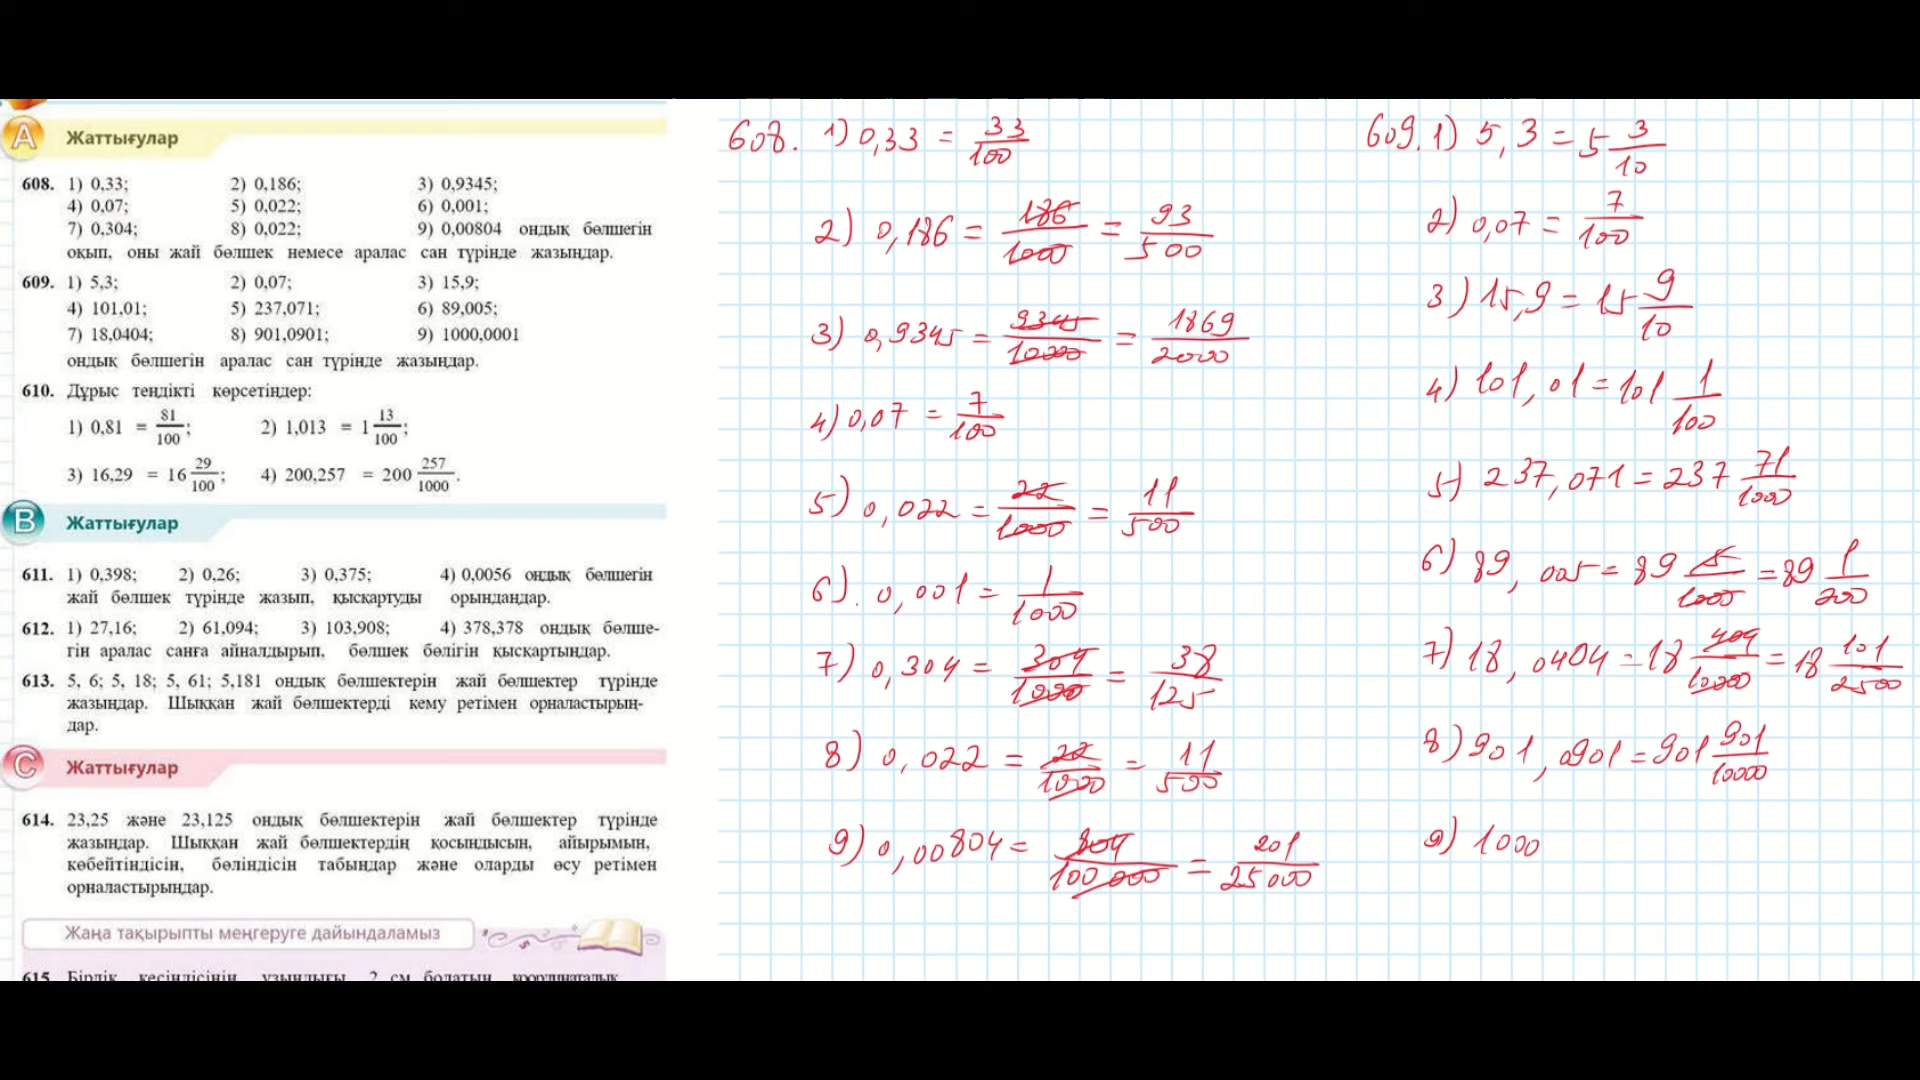 A Жаттығулар
608. 1) 0,33; 2) 0,186; 3) 0,9345;
4) 0,07; 5) 0,022; 6) 0,001;
7) 0,304; 8) 0,022; 9) 0,00804 ондық бөлшегін
оқып, оны жай бөлшек немесе аралас сан түрінде жазыңдар.
609. 1) 5,3; 2) 0,07; 3) 15,9;
4) 101,01; 5) 237,071; 6) 89,005;
7) 18,0404; 8) 901,0901; 9) 1000,0001
ондық бөлшегін аралас сан түрінде жазыңдар.
610. Дұрыс теңдікті көрсетіңдер:
1) 0,81 = 81/100; 2) 1,013 = 1 13/100;
3) 16,29 = 16 29/100; 4) 200,257 = 200 257/1000.
B Жаттығулар
611. 1) 0,398; 2) 0,26; 3) 0,375; 4) 0,0056 ондық бөлшегін
жай бөлшек түрінде жазып, қысқартуды орындаңдар.
612. 1) 27,16; 2) 61,094; 3) 103,908; 4) 378,378 ондық бөлше-
гін аралас санға айналдырып, бөлшек бөлігін қысқартыңдар.
613. 5, 6; 5, 18; 5, 61; 5,181 ондық бөлшектерін жай бөлшектер түрінде
жазыңдар. Шыққан жай бөлшектерді кему ретімен орналастырың-
дар.
C Жаттығулар
614. 23,25 және 23,125 ондық бөлшектерін жай бөлшектер түрінде
жазыңдар. Шыққан жай бөлшектердің қосындысын, айырымын,
көбейтіндісін, бөліндісін табыңдар және оларды өсу ретімен
орналастырыңдар.
Жаңа тақырыпты меңгеруге дайындаламыз
615. Бірлік кесіндісінің ұзындығы 2 см болатын координаталық
608. 1) 0,33 = 33/100
2) 0,186 = 186/1000 = 93/500
3) 0,9345 = 9345/10000 = 1869/2000
4) 0,07 = 7/100
5) 0,022 = 22/1000 = 11/500
6). 0,001 = 1/1000
7) 0,304 = 304/1000 = 38/125
8) 0,022 = 22/1000 = 11/500
9) 0,00804 = 804/100 000 = 201/25 000
609. 1) 5,3 = 5 3/10
2) 0,07 = 7/100
3) 15,9 = 15 9/10
4) 101,01 = 101 1/100
5) 237,071 = 237 71/1000
6) 89,005 = 89 5/1000 = 89 1/200
7) 18,0404 = 18 404/10000 = 18 101/2500
8) 901,0901 = 901 901/10000
9) 1000